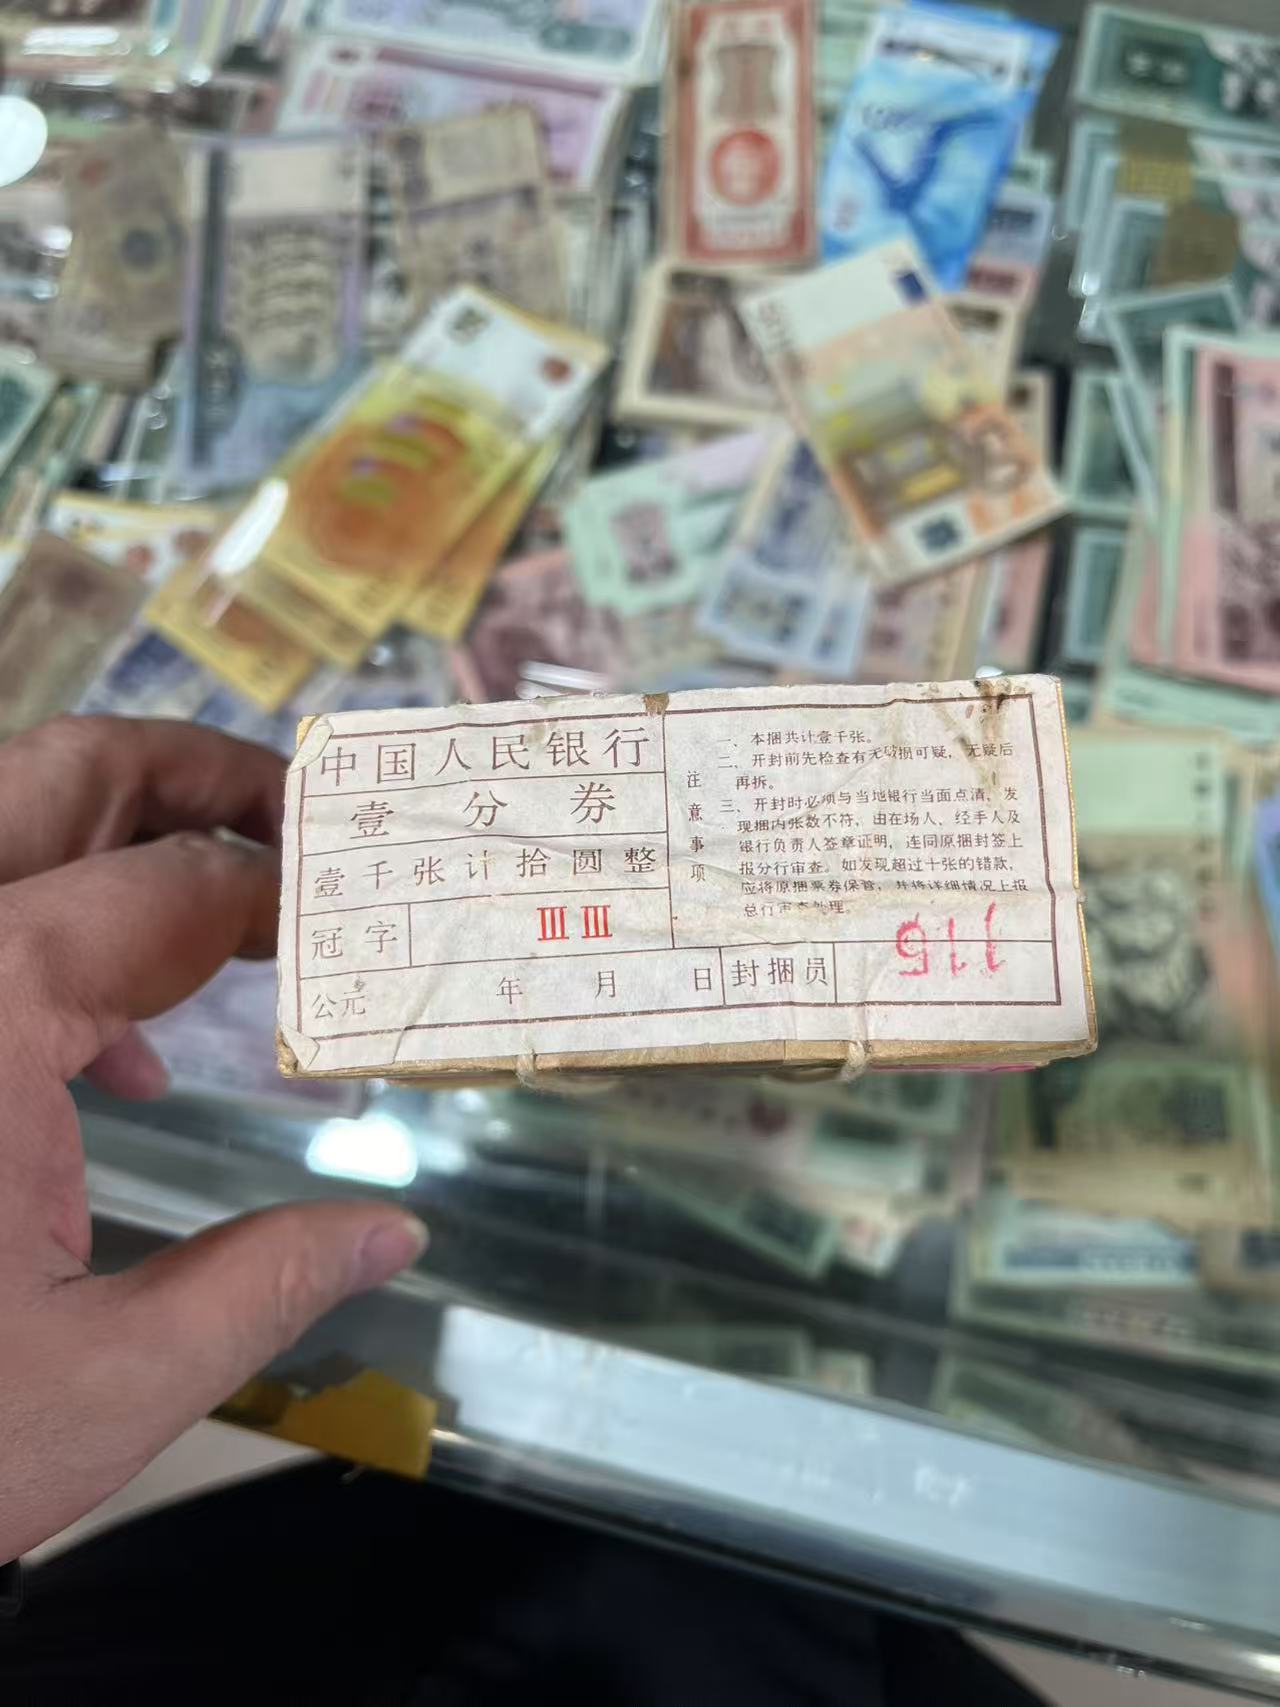 中国人民银行
壹分券
壹千张计拾圆整
冠字 III III
公元 年 月 日 封捆员 115
注意事项
一、本捆共计壹千张。
二、开封前先检查有无破损可疑，无疑后
再拆。
三、开封时必须与当地银行当面点清，发
现捆内张数不符，由在场人、经手人及
银行负责人签章证明，连同原捆封签上
报分行审查。如发现超过十张的错款，
应将原捆票券保管，并将详细情况上报
总行审查处理。